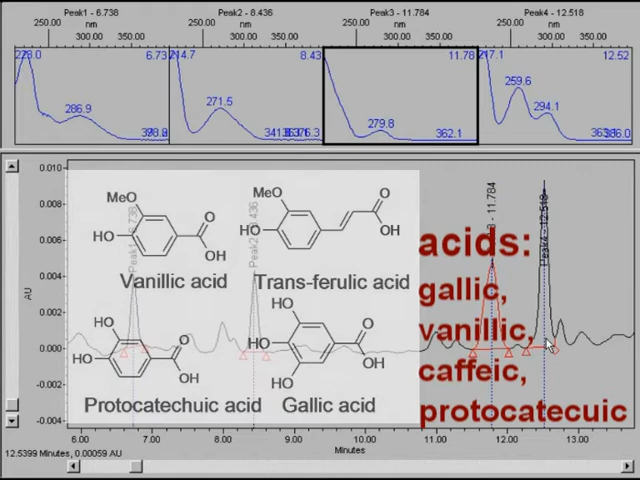 Peak1 - 6.738
Peak2 - 8.436
Peak3 - 11.784
Peak4 - 12.518
nm
nm
nm
nm
250.00 300.00 350.00
250.00 300.00 350.00
250.00 300.00 350.00
250.00 300.00 350.00
6.73
286.9
214.7
8.43
271.5
11.78
279.8
362.1
217.1
12.52
259.6
294.1
0.010
0.008
0.006
0.004
0.002
0.000
-0.002
-0.004
AU
MeO
HO
O
OH
Vanillic acid
MeO
HO
O
OH
Trans-ferulic acid
HO
HO
O
OH
Protocatechuic acid
HO
HO
HO
O
OH
Gallic acid
acids:
gallic,
vanillic,
caffeic,
protocatecuic
6.00 7.00 8.00 9.00 10.00 11.00 12.00 13.00
Minutes
12.5399 Minutes, 0.00059 AU